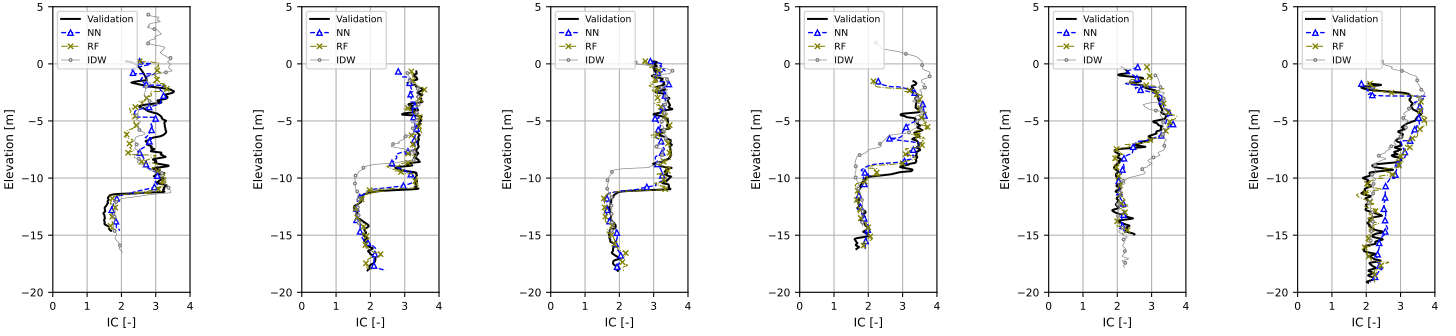 5
0
−5
−10
−15
−20
Elevation [m]
0 1 2 3 4
IC [-]
Validation
NN
RF
IDW
5
0
−5
−10
−15
−20
Elevation [m]
0 1 2 3 4
IC [-]
Validation
NN
RF
IDW
5
0
−5
−10
−15
−20
Elevation [m]
0 1 2 3 4
IC [-]
Validation
NN
RF
IDW
5
0
−5
−10
−15
−20
Elevation [m]
0 1 2 3 4
IC [-]
Validation
NN
RF
IDW
5
0
−5
−10
−15
−20
Elevation [m]
0 1 2 3 4
IC [-]
Validation
NN
RF
IDW
5
0
−5
−10
−15
−20
Elevation [m]
0 1 2 3 4
IC [-]
Validation
NN
RF
IDW